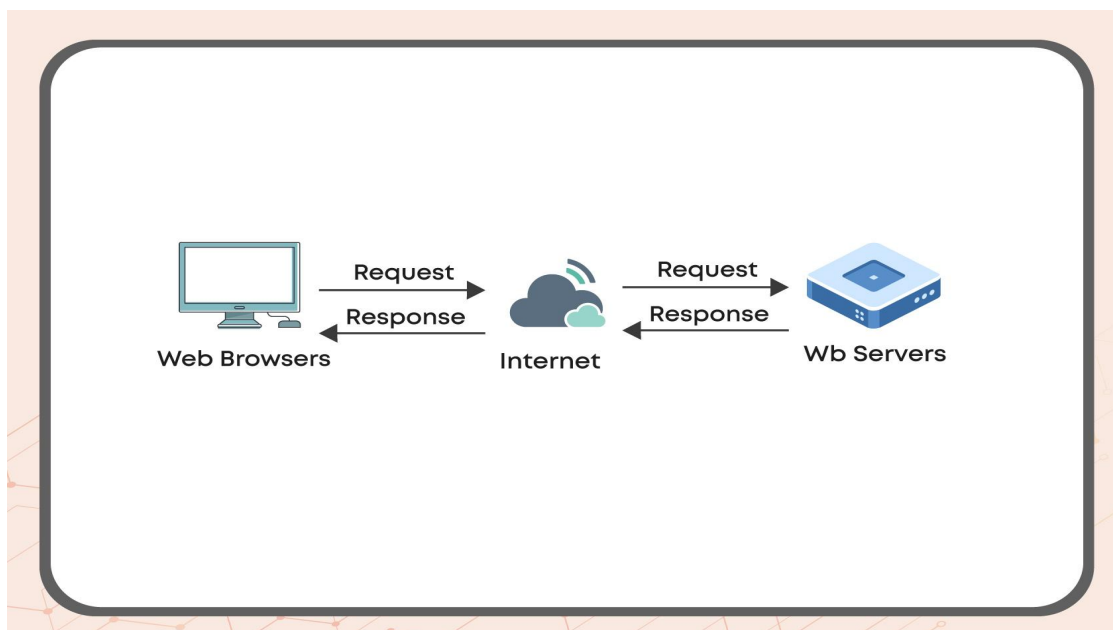 Request
Response
Web Browsers
Internet
Request
Response
Wb Servers